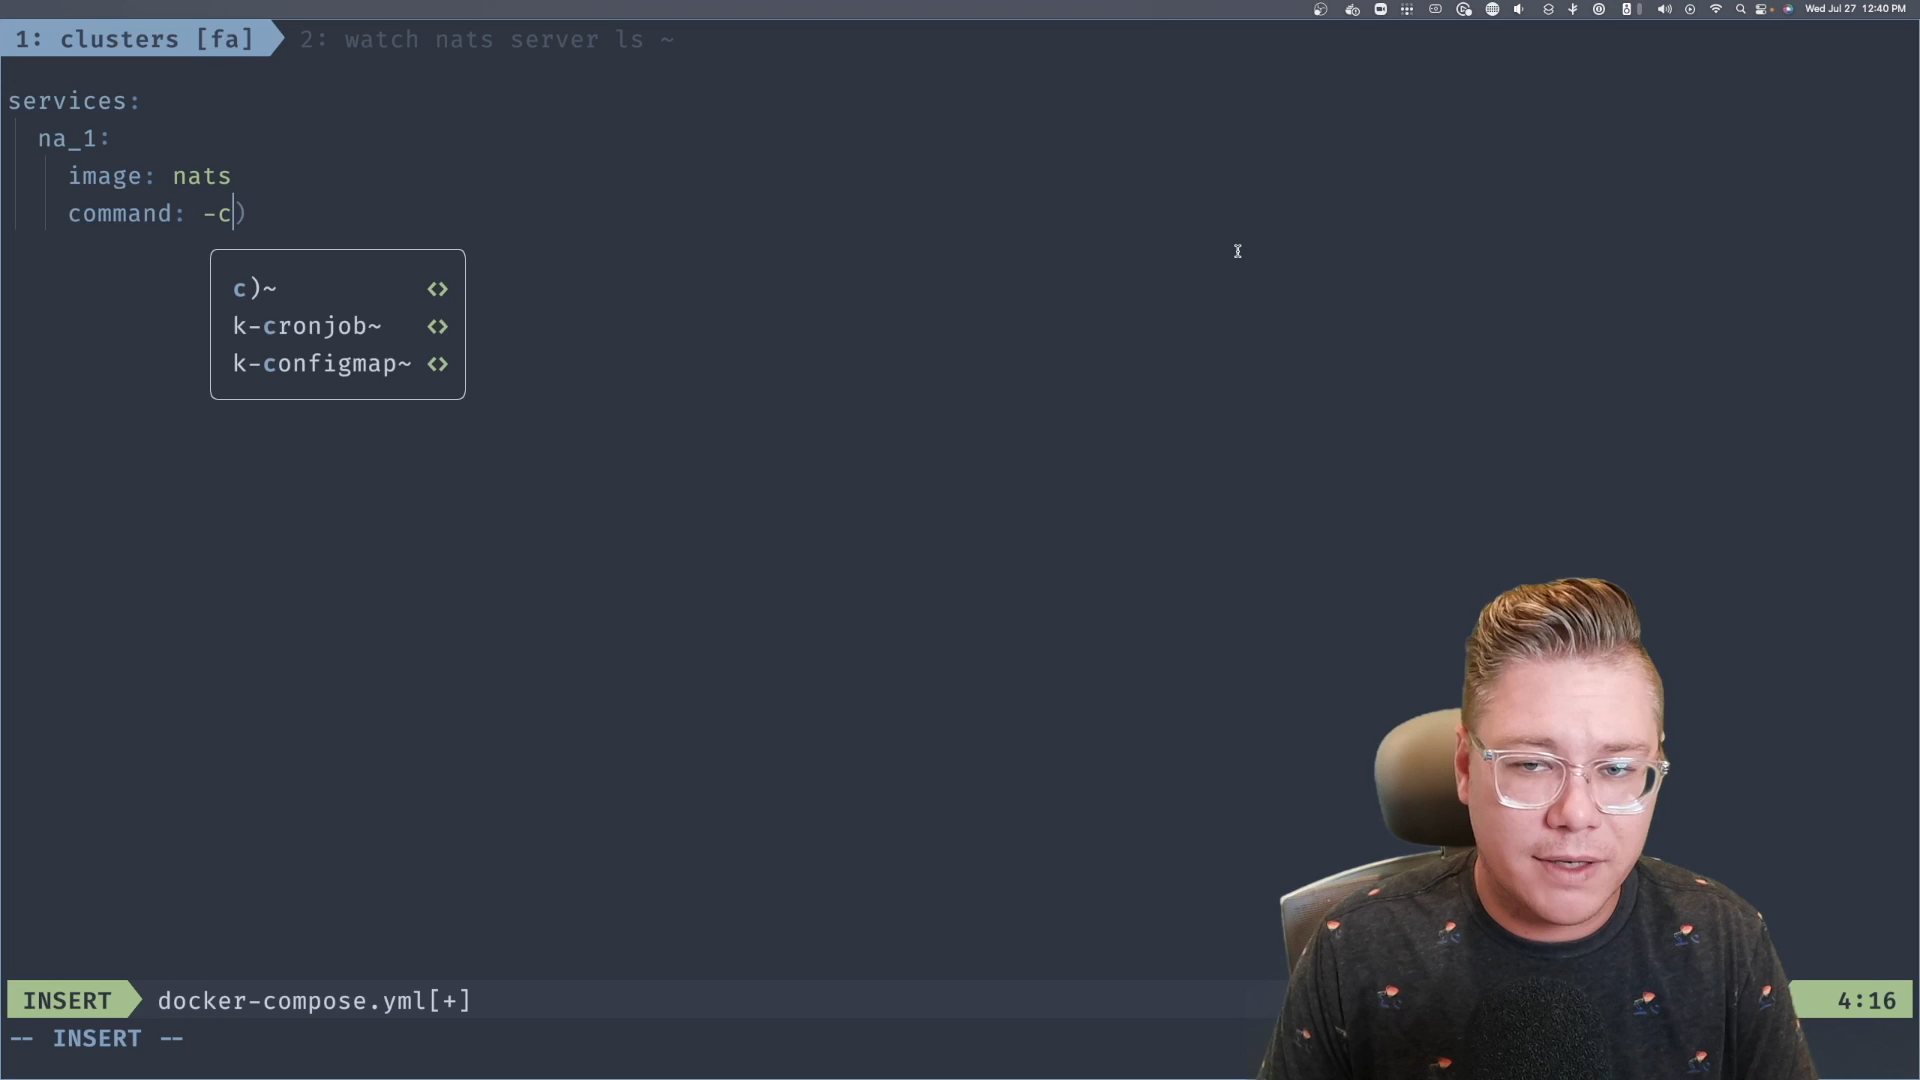 Wed Jul 27 12:40 PM
1: clusters [fa] 2: watch nats server ls ~
services:
na_1:
image: nats
command: -c)
c)~ <>
k-cronjob~ <>
k-configmap~ <>
INSERT docker-compose.yml[+] 4:16
-- INSERT --